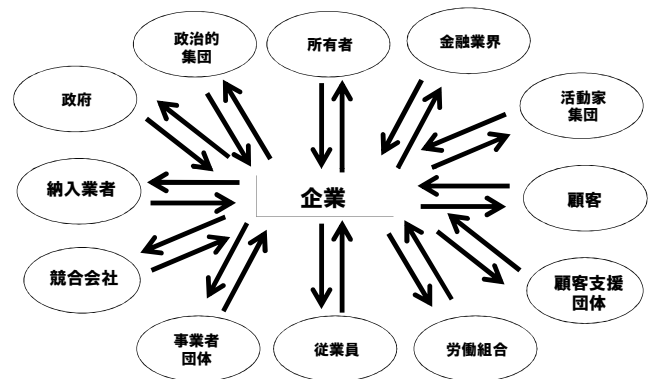 政治的
集団
所有者
金融業界
政府
活動家
集団
納入業者
企業
顧客
競合会社
顧客支援
団体
事業者
団体
従業員
労働組合